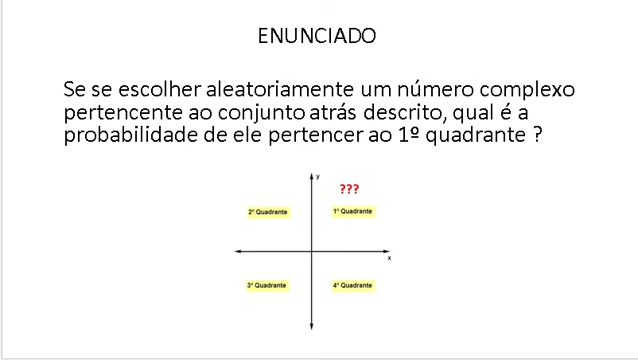 ENUNCIADO
Se se escolher aleatoriamente um número complexo
pertencente ao conjunto atrás descrito, qual é a
probabilidade de ele pertencer ao 1º quadrante ?
y
???
2º Quadrante
1º Quadrante
x
3º Quadrante
4º Quadrante